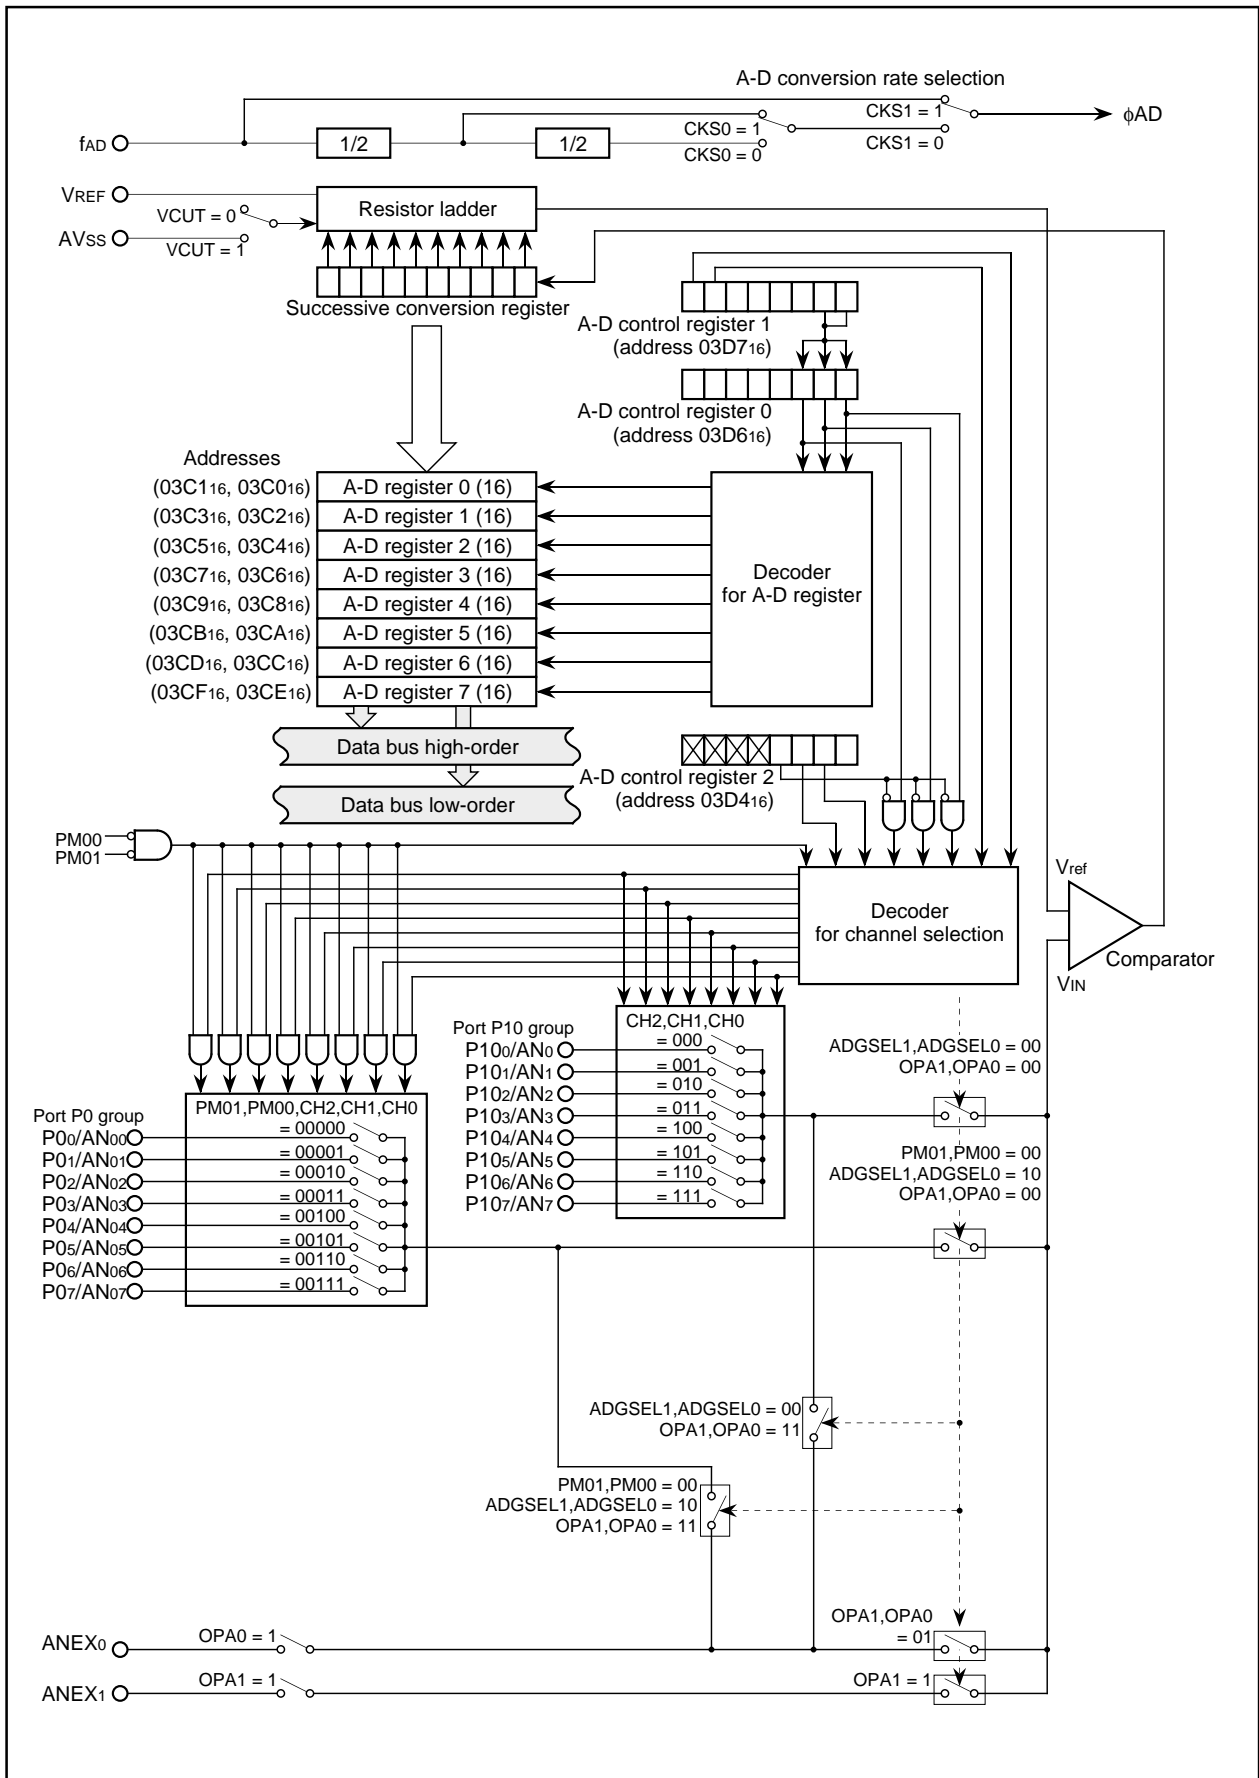 A-D conversion rate selection
CKS1 = 1
φAD
CKS0 = 1
fAD
1/2
1/2
CKS1 = 0
CKS0 = 0
VREF
Resistor ladder
VCUT = 0
AVSS
VCUT = 1
Successive conversion register
A-D control register 1
(address 03D716)
A-D control register 0
(address 03D616)
Addresses
(03C116, 03C016)
A-D register 0 (16)
(03C316, 03C216)
A-D register 1 (16)
(03C516, 03C416)
A-D register 2 (16)
(03C716, 03C616)
A-D register 3 (16)
(03C916, 03C816)
A-D register 4 (16)
(03CB16, 03CA16)
A-D register 5 (16)
(03CD16, 03CC16)
A-D register 6 (16)
(03CF16, 03CE16)
A-D register 7 (16)
Decoder
for A-D register
Data bus high-order
Data bus low-order
A-D control register 2
(address 03D416)
PM00
PM01
Decoder
for channel selection
Vref
VIN
Comparator
Port P10 group
CH2,CH1,CH0
P100/AN0
= 000
P101/AN1
= 001
P102/AN2
= 010
P103/AN3
= 011
P104/AN4
= 100
P105/AN5
= 101
P106/AN6
= 110
P107/AN7
= 111
ADGSEL1,ADGSEL0 = 00
OPA1,OPA0 = 00
Port P0 group
PM01,PM00,CH2,CH1,CH0
P00/AN00
= 00000
P01/AN01
= 00001
P02/AN02
= 00010
P03/AN03
= 00011
P04/AN04
= 00100
P05/AN05
= 00101
P06/AN06
= 00110
P07/AN07
= 00111
PM01,PM00 = 00
ADGSEL1,ADGSEL0 = 10
OPA1,OPA0 = 00
ADGSEL1,ADGSEL0 = 00
OPA1,OPA0 = 11
PM01,PM00 = 00
ADGSEL1,ADGSEL0 = 10
OPA1,OPA0 = 11
ANEX0
OPA0 = 1
OPA1,OPA0
= 01
ANEX1
OPA1 = 1
OPA1 = 1